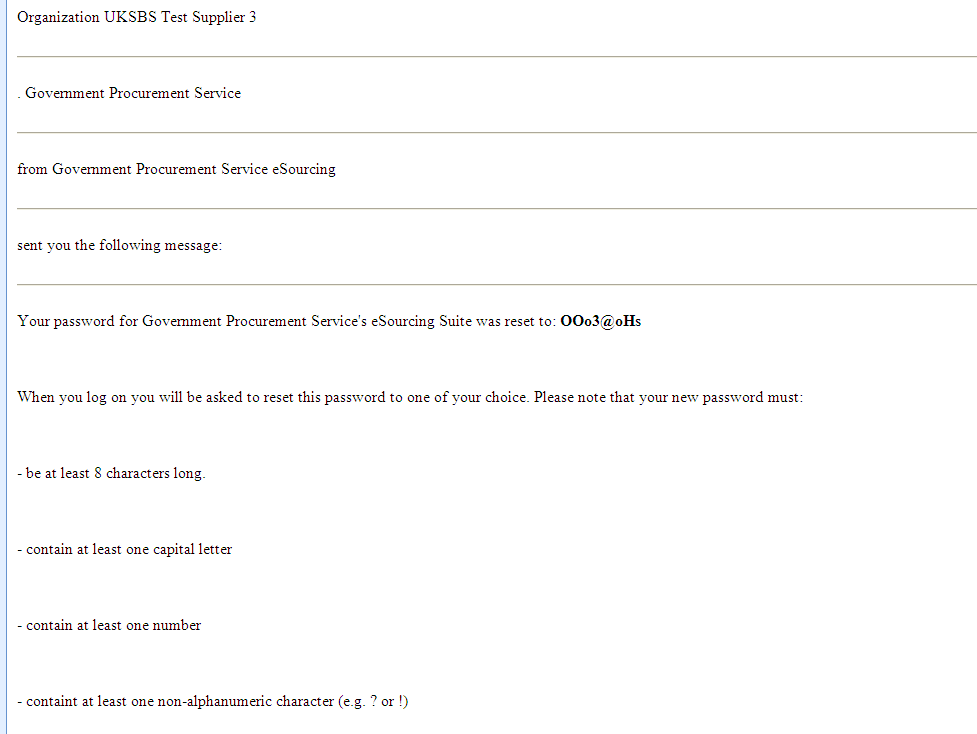 Organization UKSBS Test Supplier 3
. Government Procurement Service
from Government Procurement Service eSourcing
sent you the following message:
Your password for Government Procurement Service's eSourcing Suite was reset to: OOo3@oHs
When you log on you will be asked to reset this password to one of your choice. Please note that your new password must:
- be at least 8 characters long.
- contain at least one capital letter
- contain at least one number
- containt at least one non-alphanumeric character (e.g. ? or !)